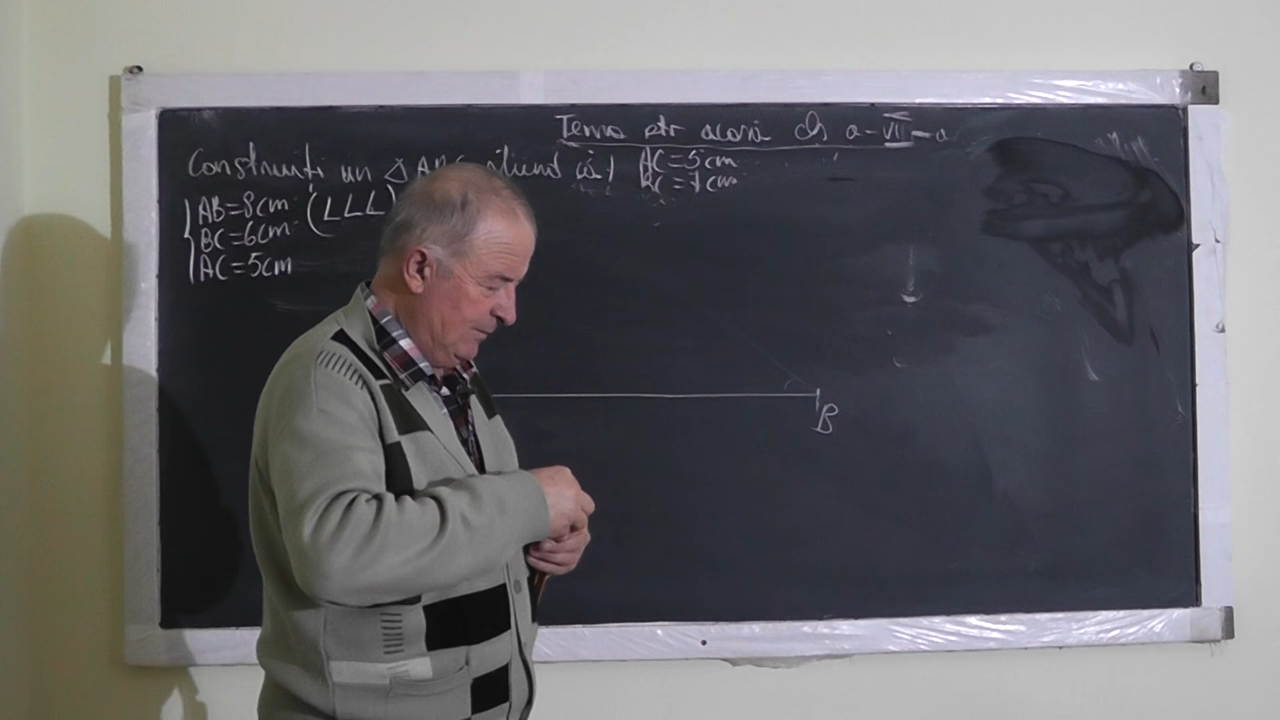 Tema ptr acasă cls a-VII-a
Construiți un △ ABC știind că
AC=5cm
BC=7cm
AB=8cm (LLL)
BC=6cm
AC=5cm
B